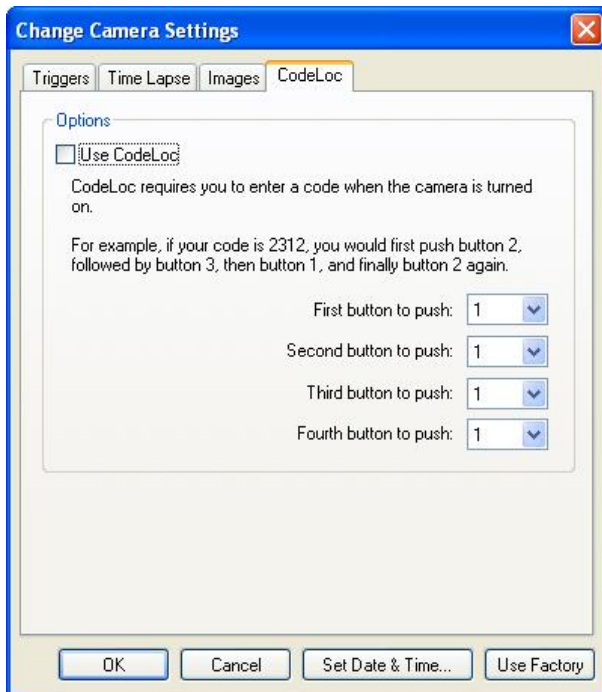 Change Camera Settings
Triggers Time Lapse Images CodeLoc
Options
Use CodeLoc
CodeLoc requires you to enter a code when the camera is turned
on.
For example, if your code is 2312, you would first push button 2,
followed by button 3, then button 1, and finally button 2 again.
First button to push: 1
Second button to push: 1
Third button to push: 1
Fourth button to push: 1
OK Cancel Set Date & Time... Use Factory